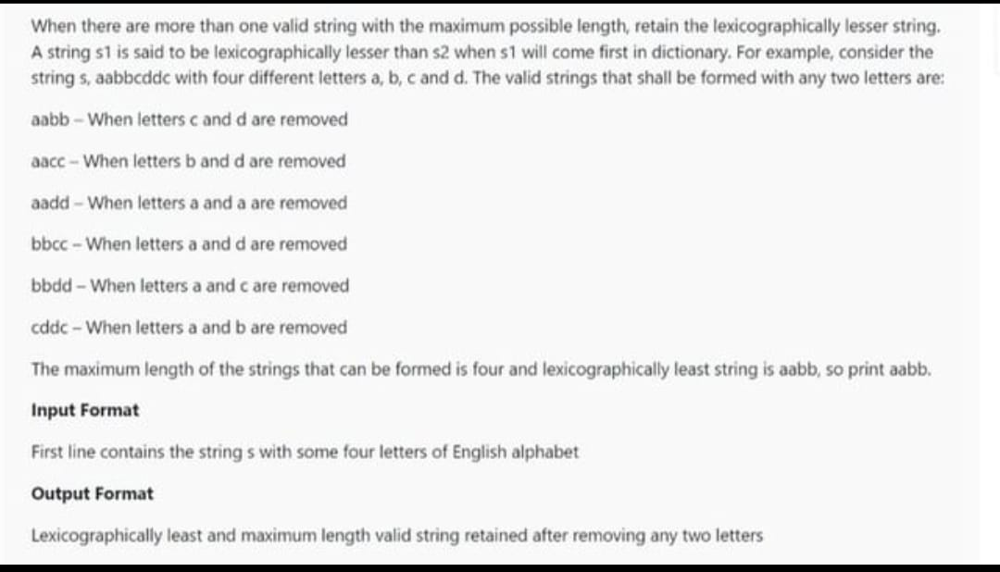 When there are more than one valid string with the maximum possible length, retain the lexicographically lesser string.
A string s1 is said to be lexicographically lesser than s2 when s1 will come first in dictionary. For example, consider the
string s, aabbcddc with four different letters a, b, c and d. The valid strings that shall be formed with any two letters are:
aabb – When letters c and d are removed
aacc – When letters b and d are removed
aadd – When letters a and a are removed
bbcc – When letters a and d are removed
bbdd – When letters a and c are removed
cddc – When letters a and b are removed
The maximum length of the strings that can be formed is four and lexicographically least string is aabb, so print aabb.
Input Format
First line contains the string s with some four letters of English alphabet
Output Format
Lexicographically least and maximum length valid string retained after removing any two letters